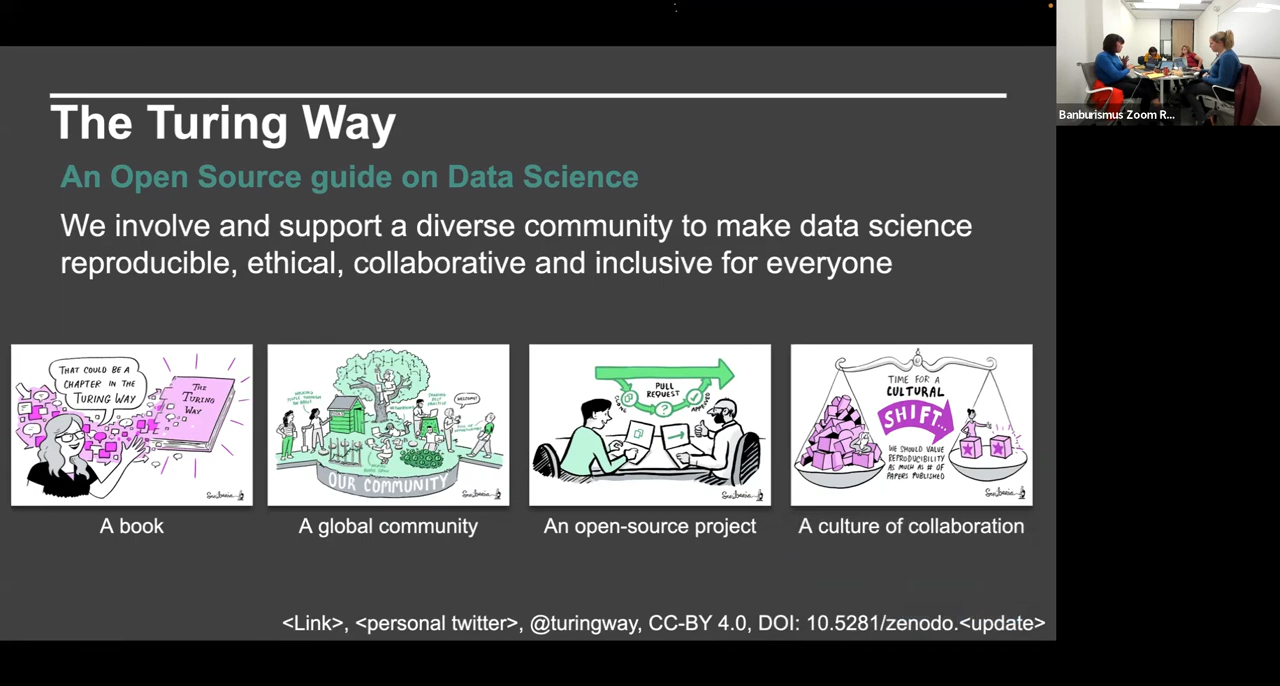 The Turing Way
An Open Source guide on Data Science
We involve and support a diverse community to make data science
reproducible, ethical, collaborative and inclusive for everyone
THAT COULD BE A
CHAPTER IN THE
TURING WAY
THE
TURING
WAY
Scriberia
A book
WELCOME!
OUR COMMUNITY
Scriberia
A global community
PULL
REQUEST
?
Scriberia
An open-source project
TIME FOR A
CULTURAL
SHIFT...
WE SHOULD VALUE
REPRODUCIBILITY
AS MUCH AS # OF
PAPERS PUBLISHED
Scriberia
A culture of collaboration
<Link>, <personal twitter>, @turingway, CC-BY 4.0, DOI: 10.5281/zenodo.<update>
Banburismus Zoom R...